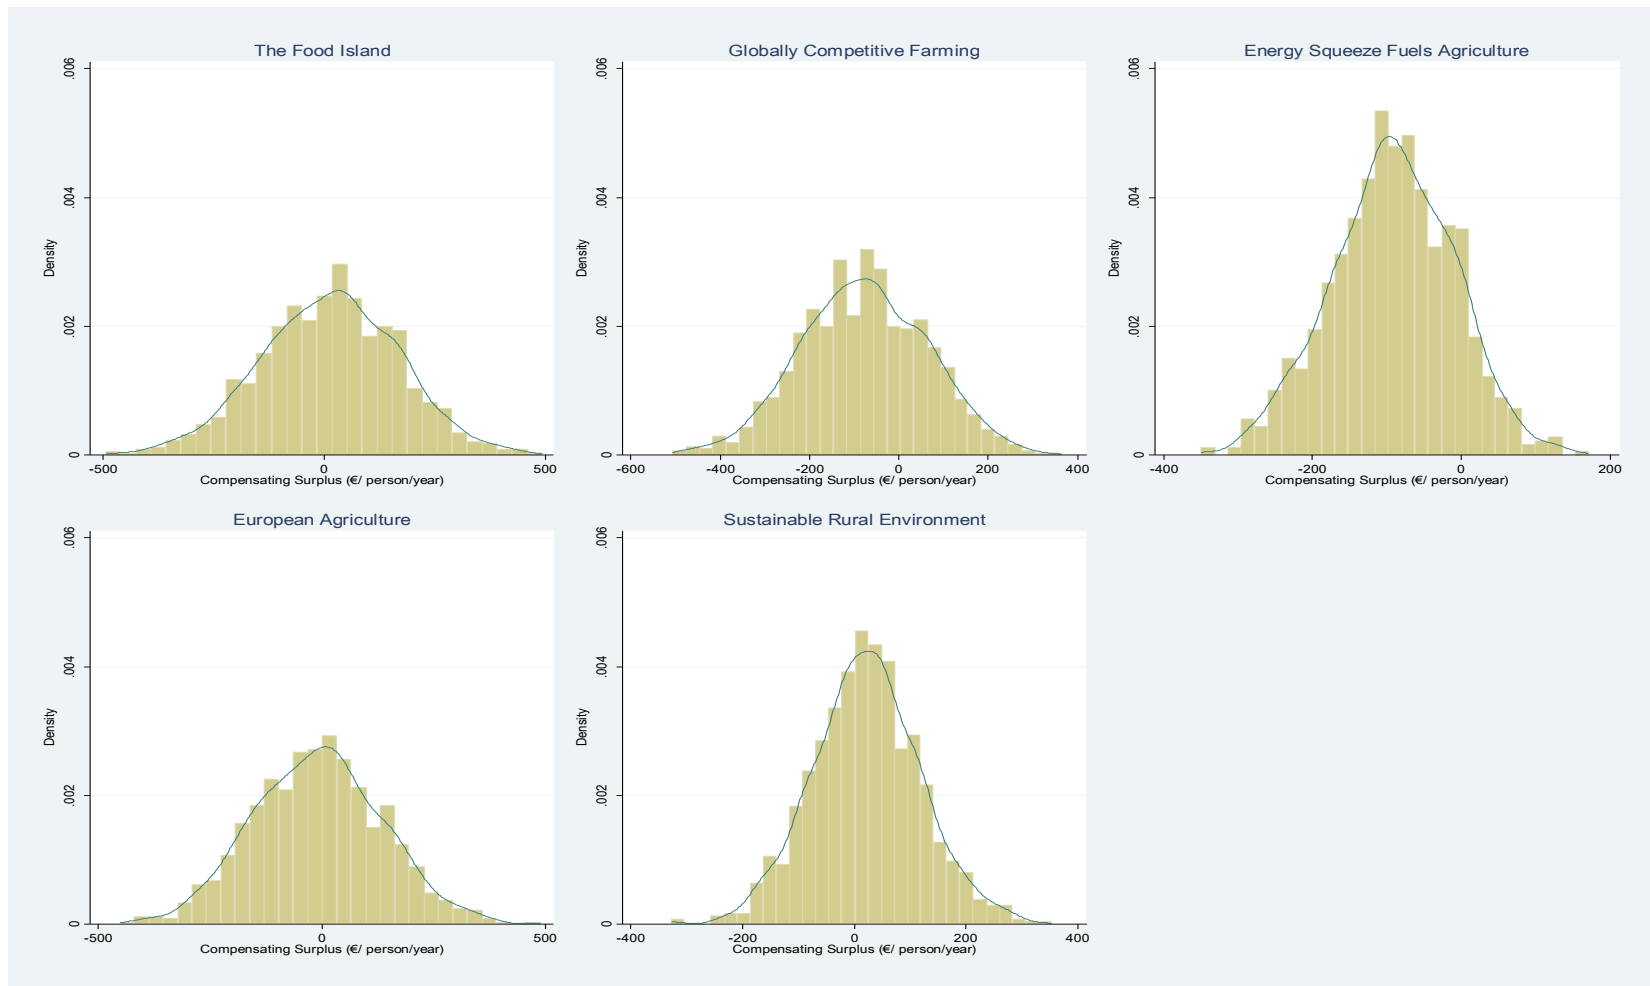 The Food Island
.006
.004
.002
0
Density
-500
0
500
Compensating Surplus (€/ person/year)
Globally Competitive Farming
.006
.004
.002
0
Density
-600
-400
-200
0
200
400
Compensating Surplus (€/ person/year)
Energy Squeeze Fuels Agriculture
.006
.004
.002
0
Density
-400
-200
0
200
Compensating Surplus (€/ person/year)
European Agriculture
.006
.004
.002
0
Density
-500
0
500
Compensating Surplus (€/ person/year)
Sustainable Rural Environment
.006
.004
.002
0
Density
-400
-200
0
200
400
Compensating Surplus (€/ person/year)